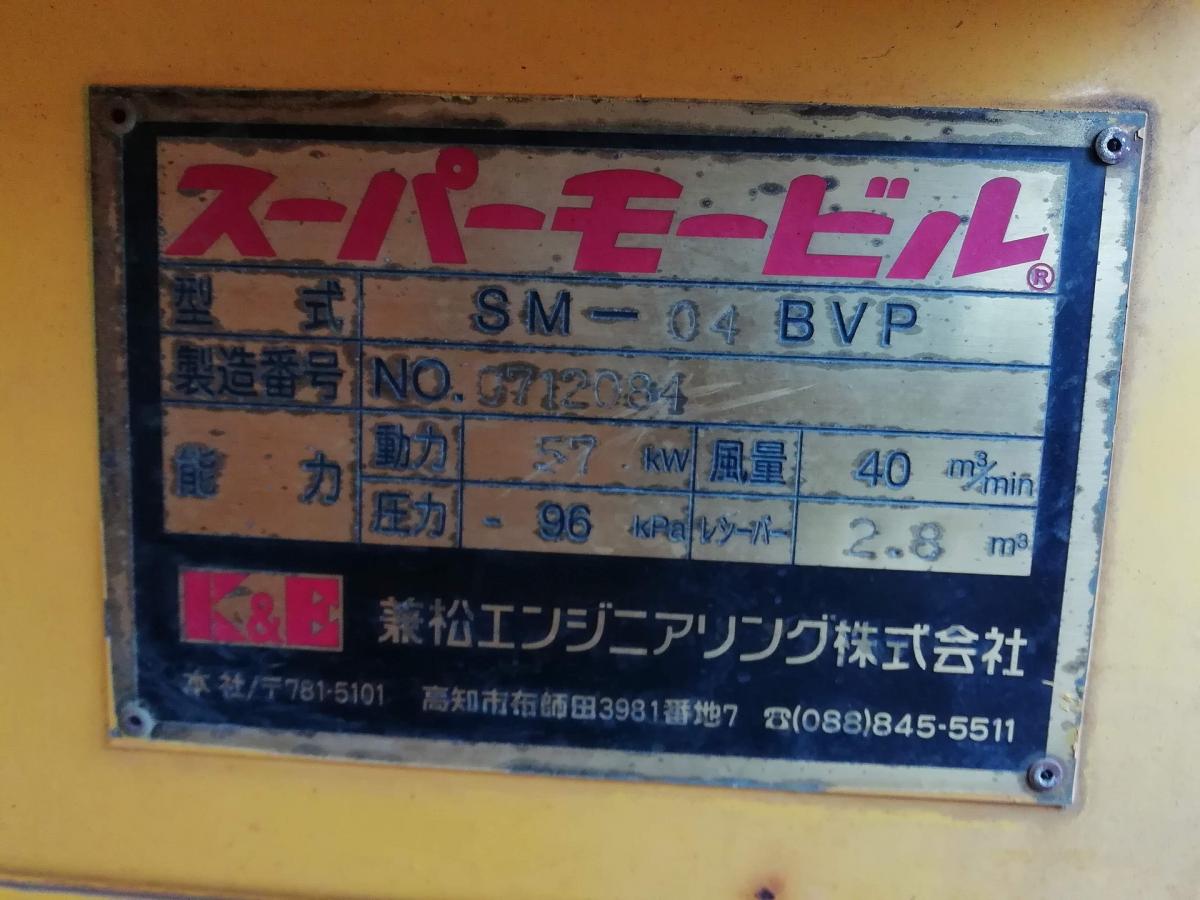 スーパーモービル®
型式 SM-04BVP
製造番号 NO.0712084
能力 動力 57 kW 風量 40 m³/min
圧力 -96 kPa レシーバー 2.8 m³
K&E 兼松エンジニアリング株式会社
本社/〒781-5101 高知市布師田3981番地7 ☎(088)845-5511